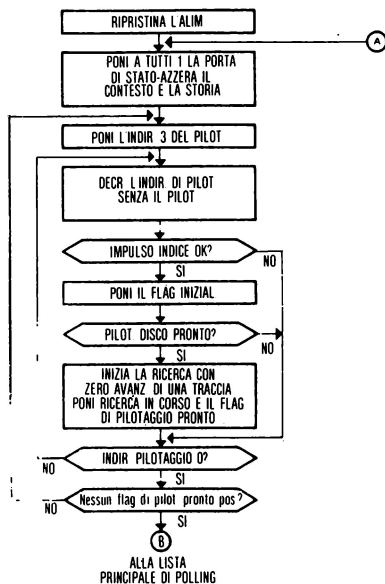 RIPRISTINA L'ALIM
A
PONI A TUTTI 1 LA PORTA
DI STATO-AZZERA IL
CONTESTO E LA STORIA
PONI L'INDIR 3 DEL PILOT
DECR L'INDIR. DI PILOT
SENZA IL PILOT
IMPULSO INDICE OK?
NO
SI
PONI IL FLAG INIZIAL
PILOT DISCO PRONTO?
NO
SI
INIZIA LA RICERCA CON
ZERO AVANZ DI UNA TRACCIA
PONI RICERCA IN CORSO E IL FLAG
DI PILOTAGGIO PRONTO
INDIR PILOTAGGIO 0?
NO
SI
Nessun flag di pilot pronto pos?
NO
SI
B
ALLA LISTA
PRINCIPALE DI POLLING